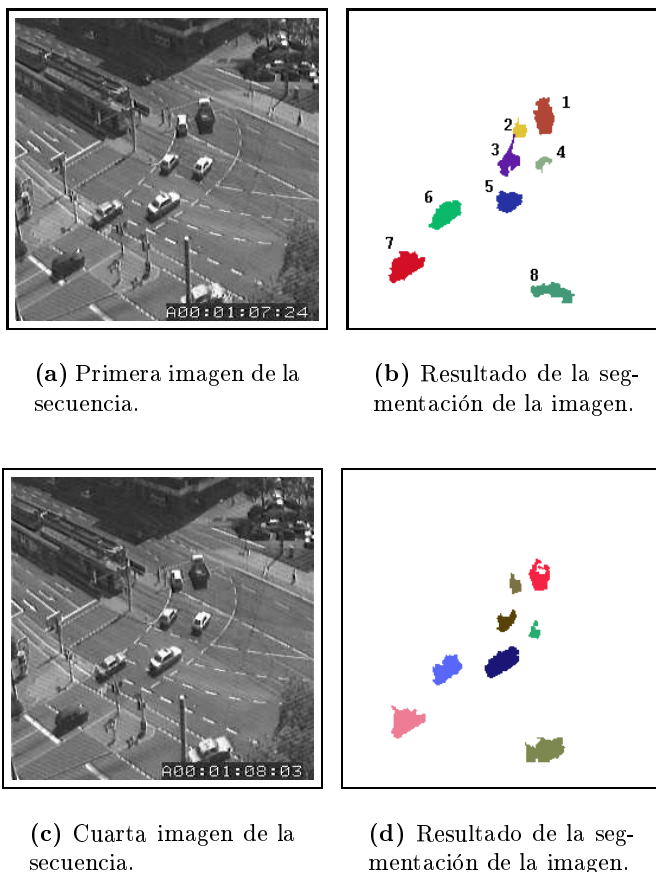 1
2
3
4
5
6
7
8
A00:01:07:24
(a) Primera imagen de la
secuencia.
(b) Resultado de la seg-
mentación de la imagen.
A00:01:08:03
(c) Cuarta imagen de la
secuencia.
(d) Resultado de la seg-
mentación de la imagen.